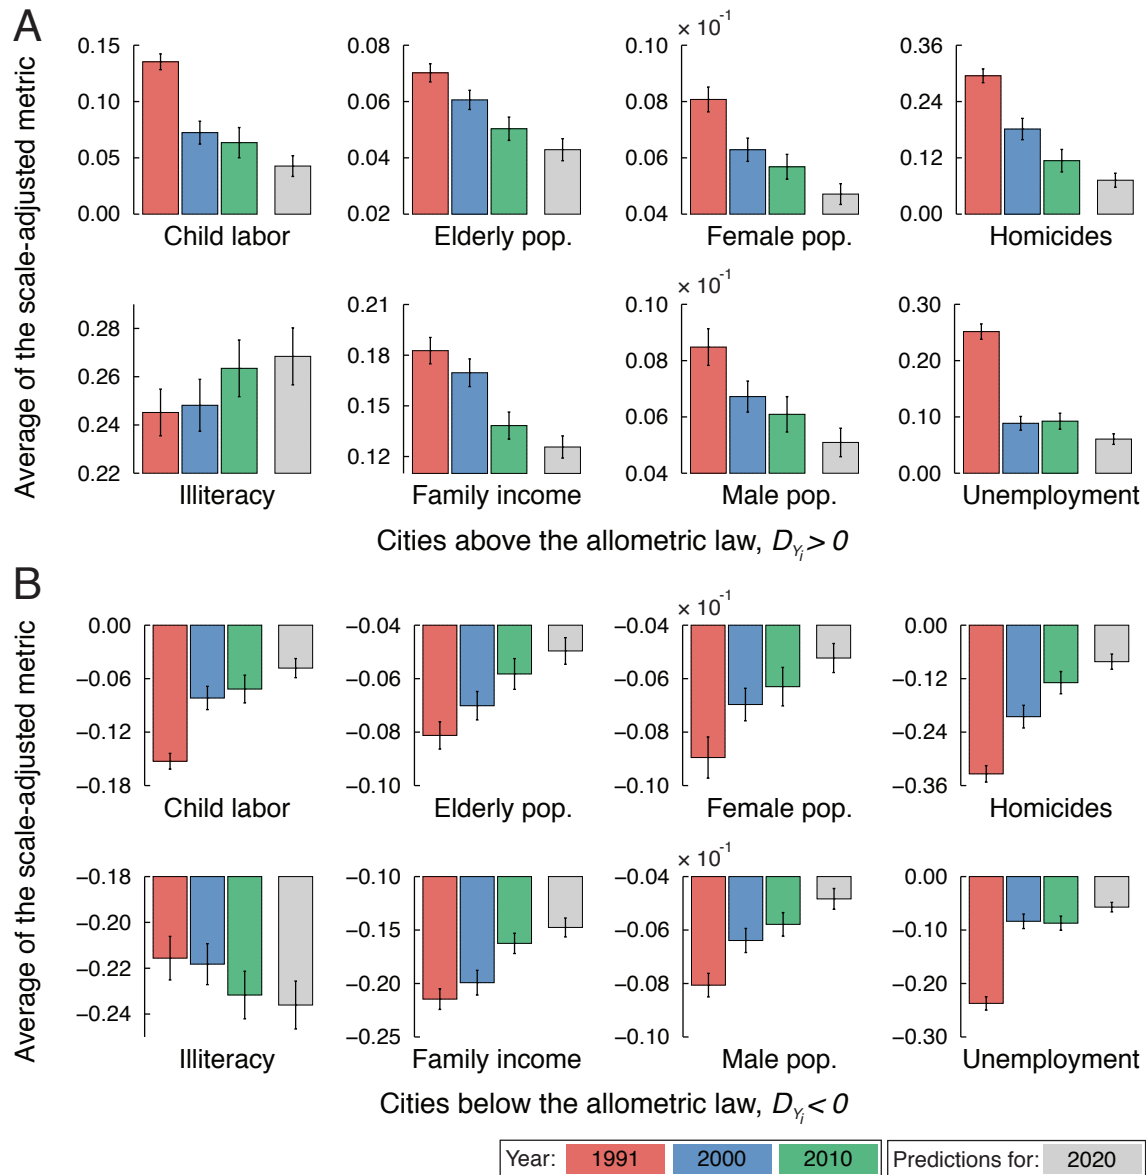 A
Average of the scale-adjusted metric
0.15
0.10
0.05
0.00
Child labor
0.08
0.06
0.04
0.02
Elderly pop.
× 10⁻¹
0.10
0.08
0.06
0.04
Female pop.
0.36
0.24
0.12
0.00
Homicides
0.28
0.26
0.24
0.22
Illiteracy
0.21
0.18
0.15
0.12
Family income
× 10⁻¹
0.10
0.08
0.06
0.04
Male pop.
0.30
0.20
0.10
0.00
Unemployment
Cities above the allometric law, D_{Y_i} > 0
B
Average of the scale-adjusted metric
0.00
−0.06
−0.12
−0.18
Child labor
−0.04
−0.06
−0.08
−0.10
Elderly pop.
× 10⁻¹
−0.04
−0.06
−0.08
−0.10
Female pop.
0.00
−0.12
−0.24
−0.36
Homicides
−0.18
−0.20
−0.22
−0.24
Illiteracy
−0.10
−0.15
−0.20
−0.25
Family income
× 10⁻¹
−0.04
−0.06
−0.08
−0.10
Male pop.
0.00
−0.10
−0.20
−0.30
Unemployment
Cities below the allometric law, D_{Y_i} < 0
Year: 1991 2000 2010 Predictions for: 2020